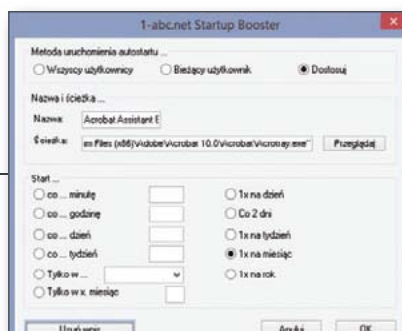 1-abc.net Startup Booster
Metoda uruchomienia autostartu ...
Wszyscy użytkownicy Bieżący użytkownik Dostosuj
Nazwa i ścieżka ...
Nazwa: Acrobat Assistant 8
Ścieżka: am Files (x86)\Adobe\Acrobat 10.0\Acrobat\Acrotray.exe" Przeglądaj
Start ...
co ... minutę 1x na dzień
co ... godzinę Co 2 dni
co ... dzień 1x na tydzień
co ... tydzień 1x na miesiąc
Tylko w ... 1x na rok
Tylko w x. miesiąc
Usuń wpis Anuluj OK